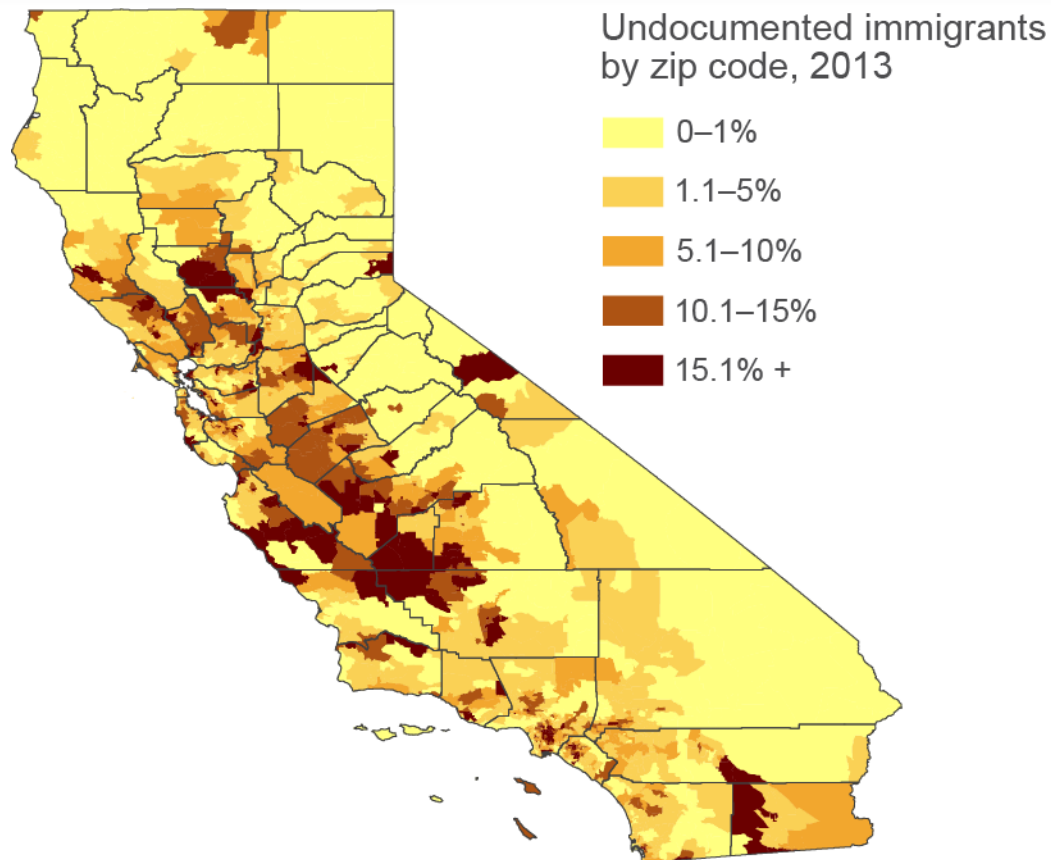 Undocumented immigrants
by zip code, 2013
0–1%
1.1–5%
5.1–10%
10.1–15%
15.1% +